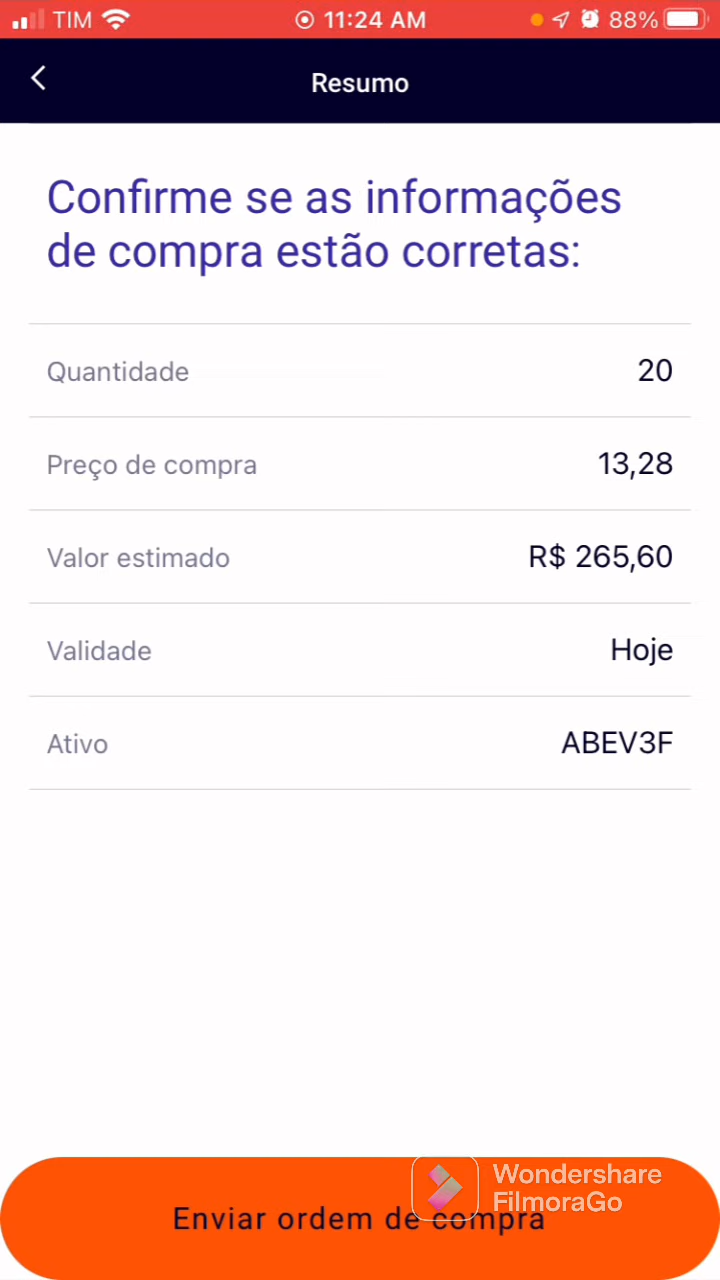 TIM 11:24 AM 88%
Resumo
Confirme se as informações
de compra estão corretas:
Quantidade 20
Preço de compra 13,28
Valor estimado R$ 265,60
Validade Hoje
Ativo ABEV3F
Wondershare
FilmoraGo
Enviar ordem de compra